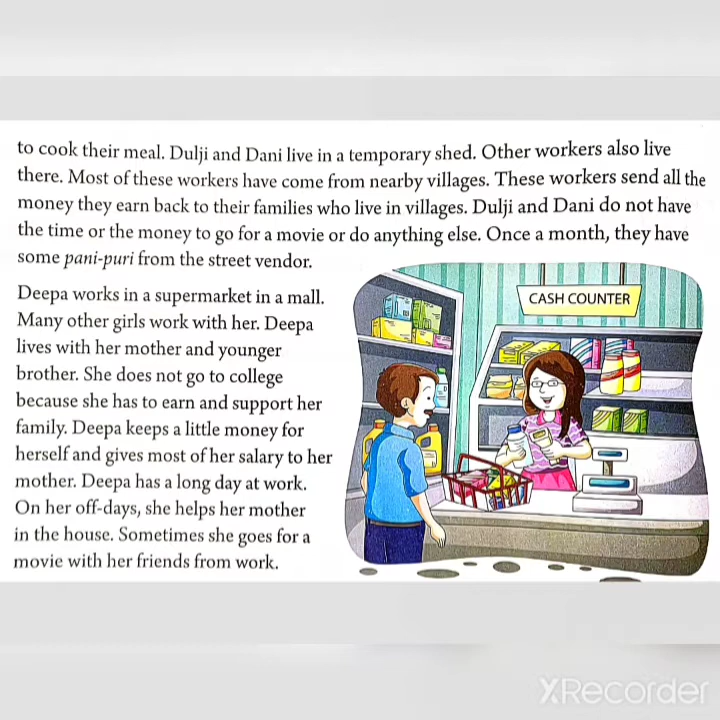 to cook their meal. Dulji and Dani live in a temporary shed. Other workers also live
there. Most of these workers have come from nearby villages. These workers send all the
money they earn back to their families who live in villages. Dulji and Dani do not have
the time or the money to go for a movie or do anything else. Once a month, they have
some pani-puri from the street vendor.
Deepa works in a supermarket in a mall.
Many other girls work with her. Deepa
lives with her mother and younger
brother. She does not go to college
because she has to earn and support her
family. Deepa keeps a little money for
herself and gives most of her salary to her
mother. Deepa has a long day at work.
On her off-days, she helps her mother
in the house. Sometimes she goes for a
movie with her friends from work.
CASH COUNTER
XRecorder